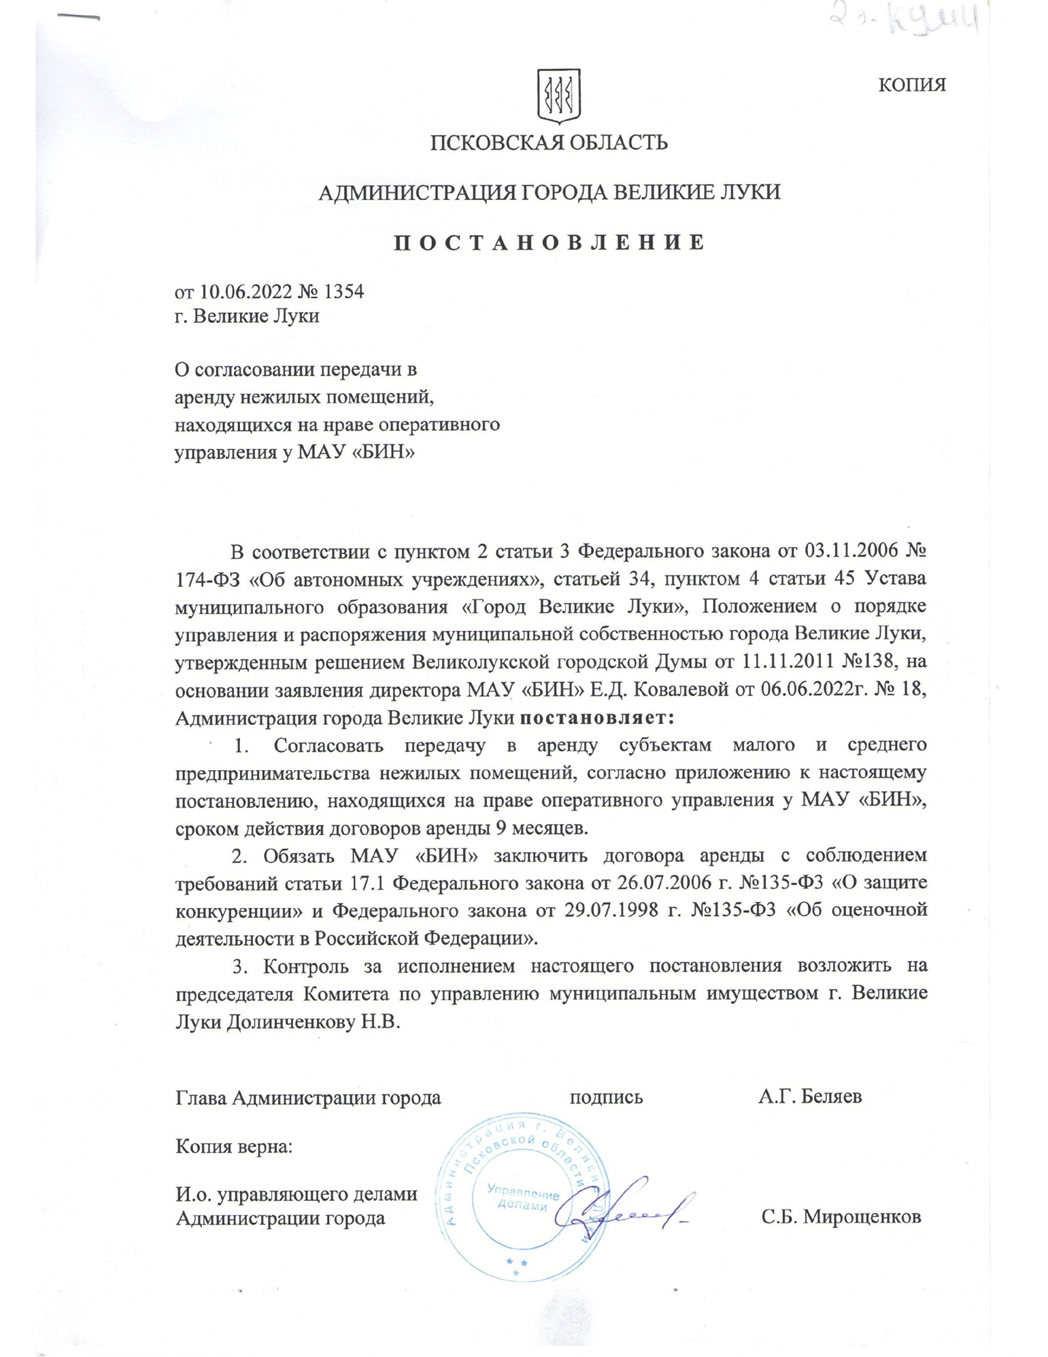 2 э. КУМИ
КОПИЯ
ПСКОВСКАЯ ОБЛАСТЬ
АДМИНИСТРАЦИЯ ГОРОДА ВЕЛИКИЕ ЛУКИ
ПОСТАНОВЛЕНИЕ
от 10.06.2022 № 1354
г. Великие Луки
О согласовании передачи в
аренду нежилых помещений,
находящихся на нраве оперативного
управления у МАУ «БИН»
В соответствии с пунктом 2 статьи 3 Федерального закона от 03.11.2006 №
174-ФЗ «Об автономных учреждениях», статьей 34, пунктом 4 статьи 45 Устава
муниципального образования «Город Великие Луки», Положением о порядке
управления и распоряжения муниципальной собственностью города Великие Луки,
утвержденным решением Великолукской городской Думы от 11.11.2011 №138, на
основании заявления директора МАУ «БИН» Е.Д. Ковалевой от 06.06.2022г. № 18,
Администрация города Великие Луки постановляет:
1. Согласовать передачу в аренду субъектам малого и среднего
предпринимательства нежилых помещений, согласно приложению к настоящему
постановлению, находящихся на праве оперативного управления у МАУ «БИН»,
сроком действия договоров аренды 9 месяцев.
2. Обязать МАУ «БИН» заключить договора аренды с соблюдением
требований статьи 17.1 Федерального закона от 26.07.2006 г. №135-ФЗ «О защите
конкуренции» и Федерального закона от 29.07.1998 г. №135-ФЗ «Об оценочной
деятельности в Российской Федерации».
3. Контроль за исполнением настоящего постановления возложить на
председателя Комитета по управлению муниципальным имуществом г. Великие
Луки Долинченкову Н.В.
Глава Администрации города подпись А.Г. Беляев
Копия верна:
И.о. управляющего делами
Администрации города С.Б. Мирощенков
Администрация г. Великие Луки
Псковской области
Управление
делами